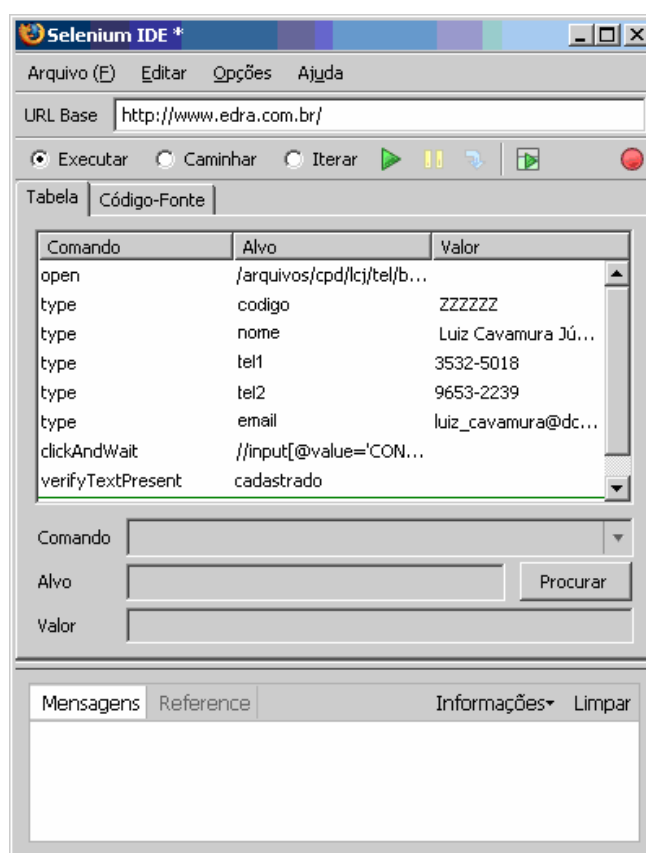 Selenium IDE *
Arquivo (F) Editar Opções Ajuda
URL Base http://www.edra.com.br/
Executar Caminhar Iterar
Tabela Código-Fonte
Comando Alvo Valor
open /arquivos/cpd/lcj/tel/b...
type codigo ZZZZZZ
type nome Luiz Cavamura Jú...
type tel1 3532-5018
type tel2 9653-2239
type email luiz_cavamura@dc...
clickAndWait //input[@value='CON...
verifyTextPresent cadastrado
Comando
Alvo Procurar
Valor
Mensagens Reference Informações Limpar